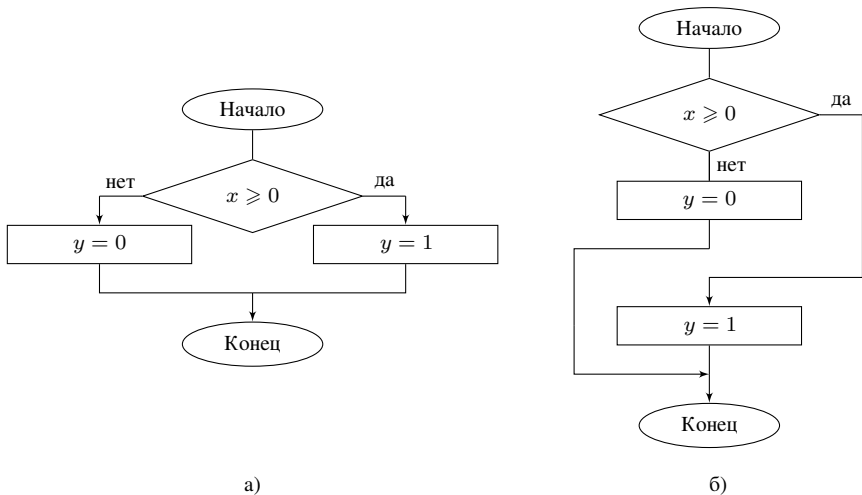 Начало
x ⩾ 0
нет
да
y = 0
y = 1
Конец
а)
Начало
x ⩾ 0
да
нет
y = 0
y = 1
Конец
б)